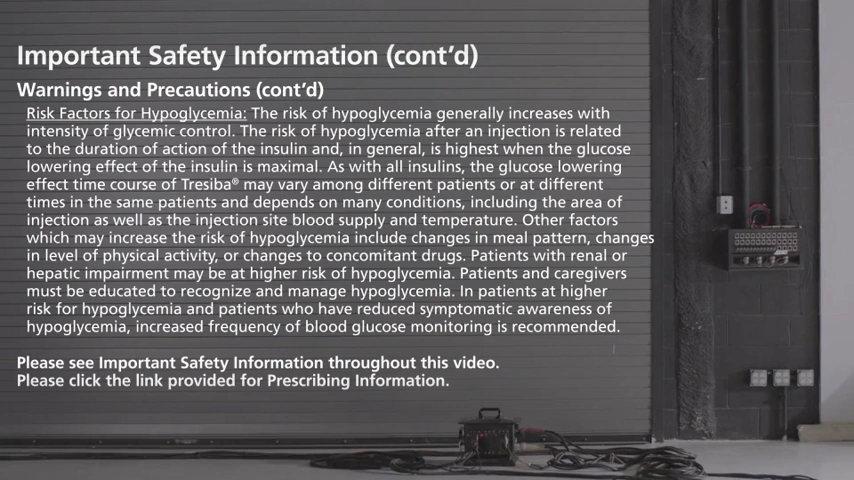 Important Safety Information (cont’d)
Warnings and Precautions (cont’d)
Risk Factors for Hypoglycemia: The risk of hypoglycemia generally increases with
intensity of glycemic control. The risk of hypoglycemia after an injection is related
to the duration of action of the insulin and, in general, is highest when the glucose
lowering effect of the insulin is maximal. As with all insulins, the glucose lowering
effect time course of Tresiba® may vary among different patients or at different
times in the same patients and depends on many conditions, including the area of
injection as well as the injection site blood supply and temperature. Other factors
which may increase the risk of hypoglycemia include changes in meal pattern, changes
in level of physical activity, or changes to concomitant drugs. Patients with renal or
hepatic impairment may be at higher risk of hypoglycemia. Patients and caregivers
must be educated to recognize and manage hypoglycemia. In patients at higher
risk for hypoglycemia and patients who have reduced symptomatic awareness of
hypoglycemia, increased frequency of blood glucose monitoring is recommended.
Please see Important Safety Information throughout this video.
Please click the link provided for Prescribing Information.